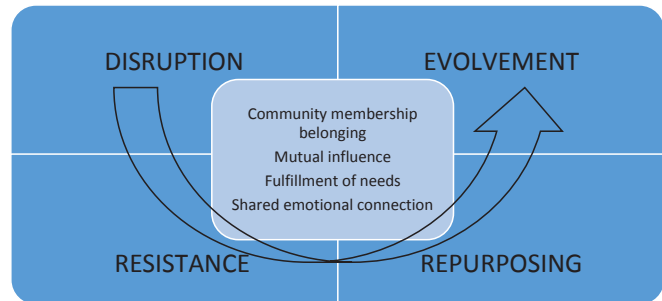 DISRUPTION
EVOLVEMENT
Community membership
belonging
Mutual influence
Fulfillment of needs
Shared emotional connection
RESISTANCE
REPURPOSING